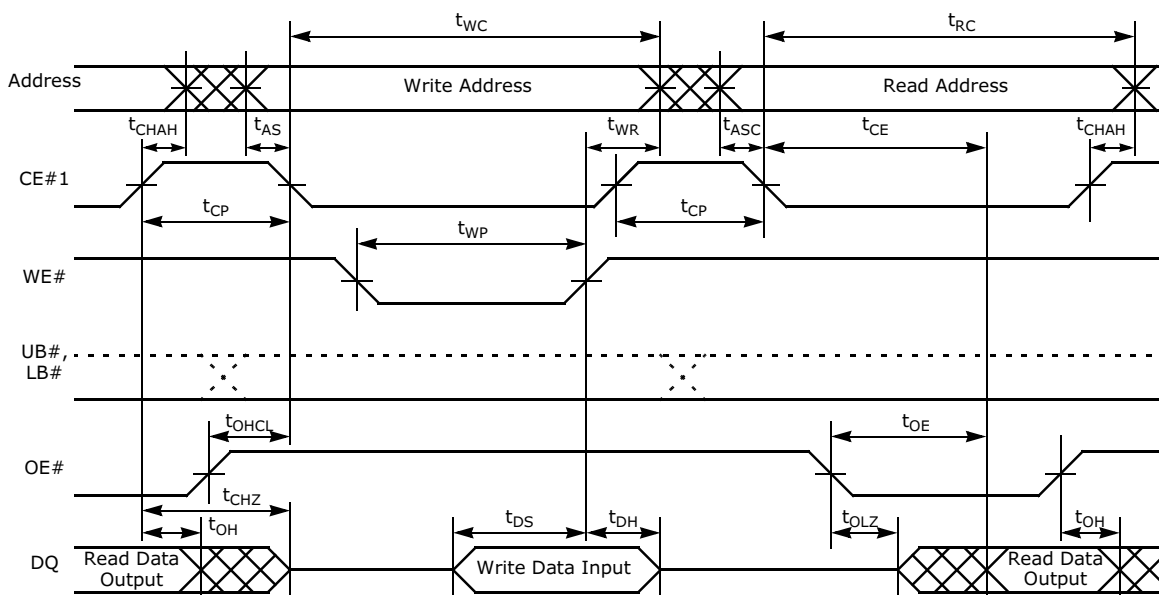 tWC
tRC
Address
Write Address
Read Address
tCHAH
tAS
tWR
tASC
tCE
tCHAH
CE#1
tCP
tCP
tWP
WE#
UB#,
LB#
tOHCL
tOE
OE#
tCHZ
tOH
tDS
tDH
tOLZ
tOH
DQ
Read Data
Output
Write Data Input
Read Data
Output